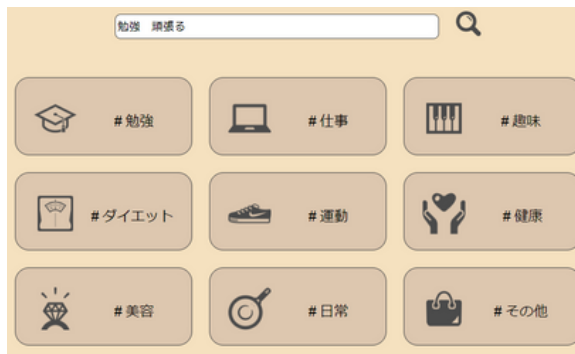 勉強　頑張る
#勉強
#仕事
#趣味
#ダイエット
#運動
#健康
#美容
#日常
#その他